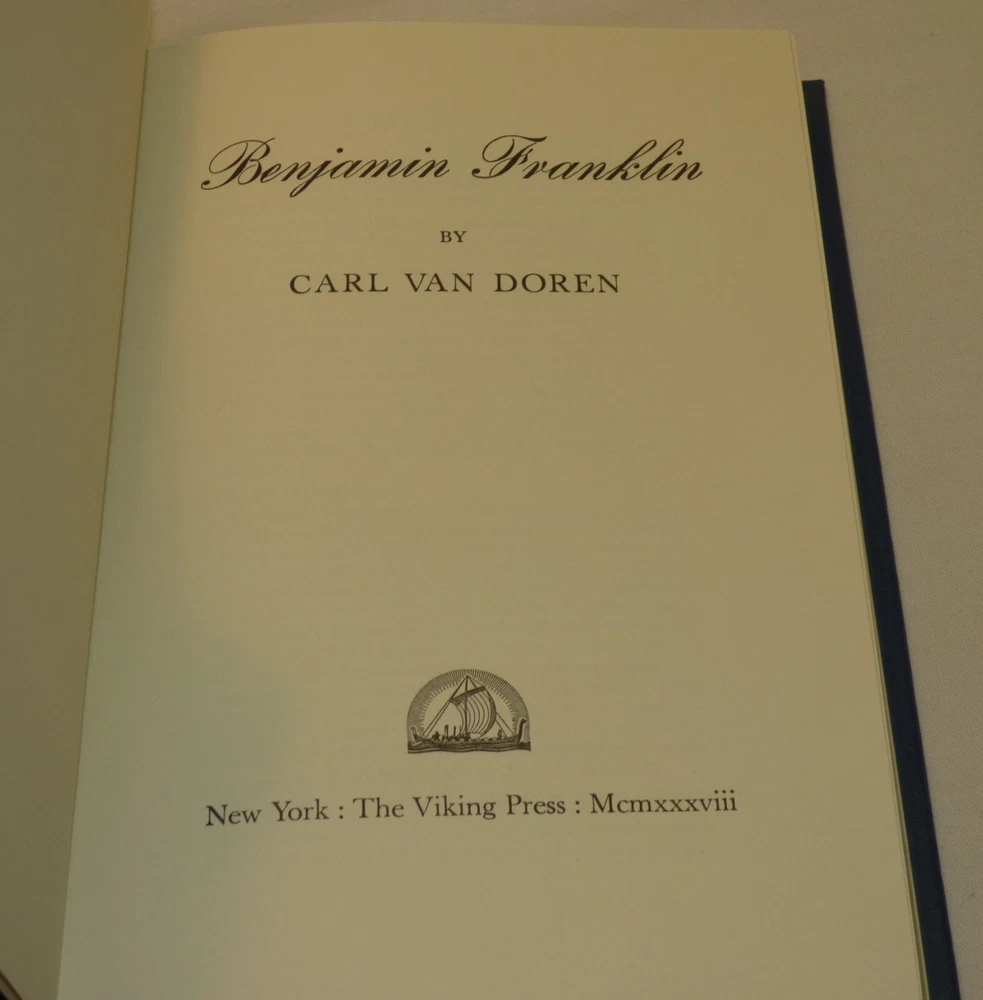 Benjamin Franklin
BY
CARL VAN DOREN
New York : The Viking Press : Mcmxxxviii